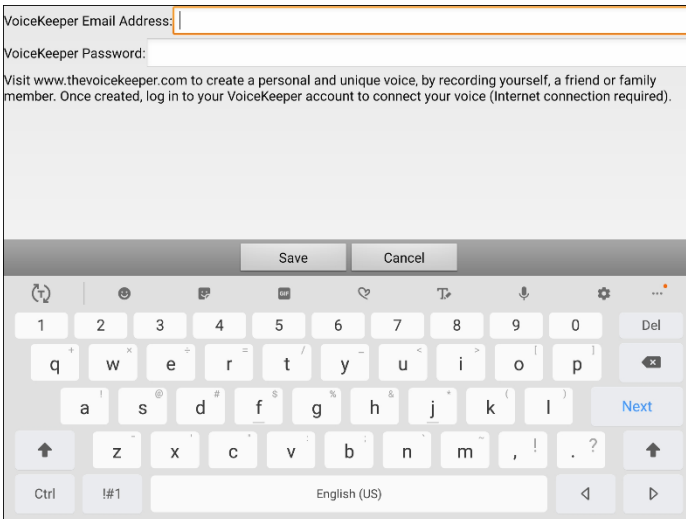 VoiceKeeper Email Address:
VoiceKeeper Password:
Visit www.thevoicekeeper.com to create a personal and unique voice, by recording yourself, a friend or family
member. Once created, log in to your VoiceKeeper account to connect your voice (Internet connection required).
Save Cancel
T GIF T ...
1 2 3 4 5 6 7 8 9 0 Del
+ × ÷ = / _ < > [ ]
q w e r t y u i o p
! @ # $ % & * ( )
a s d f g h j k l Next
- ' " : ; , ~
z x c v b n m , ! . ?
Ctrl !#1 English (US)